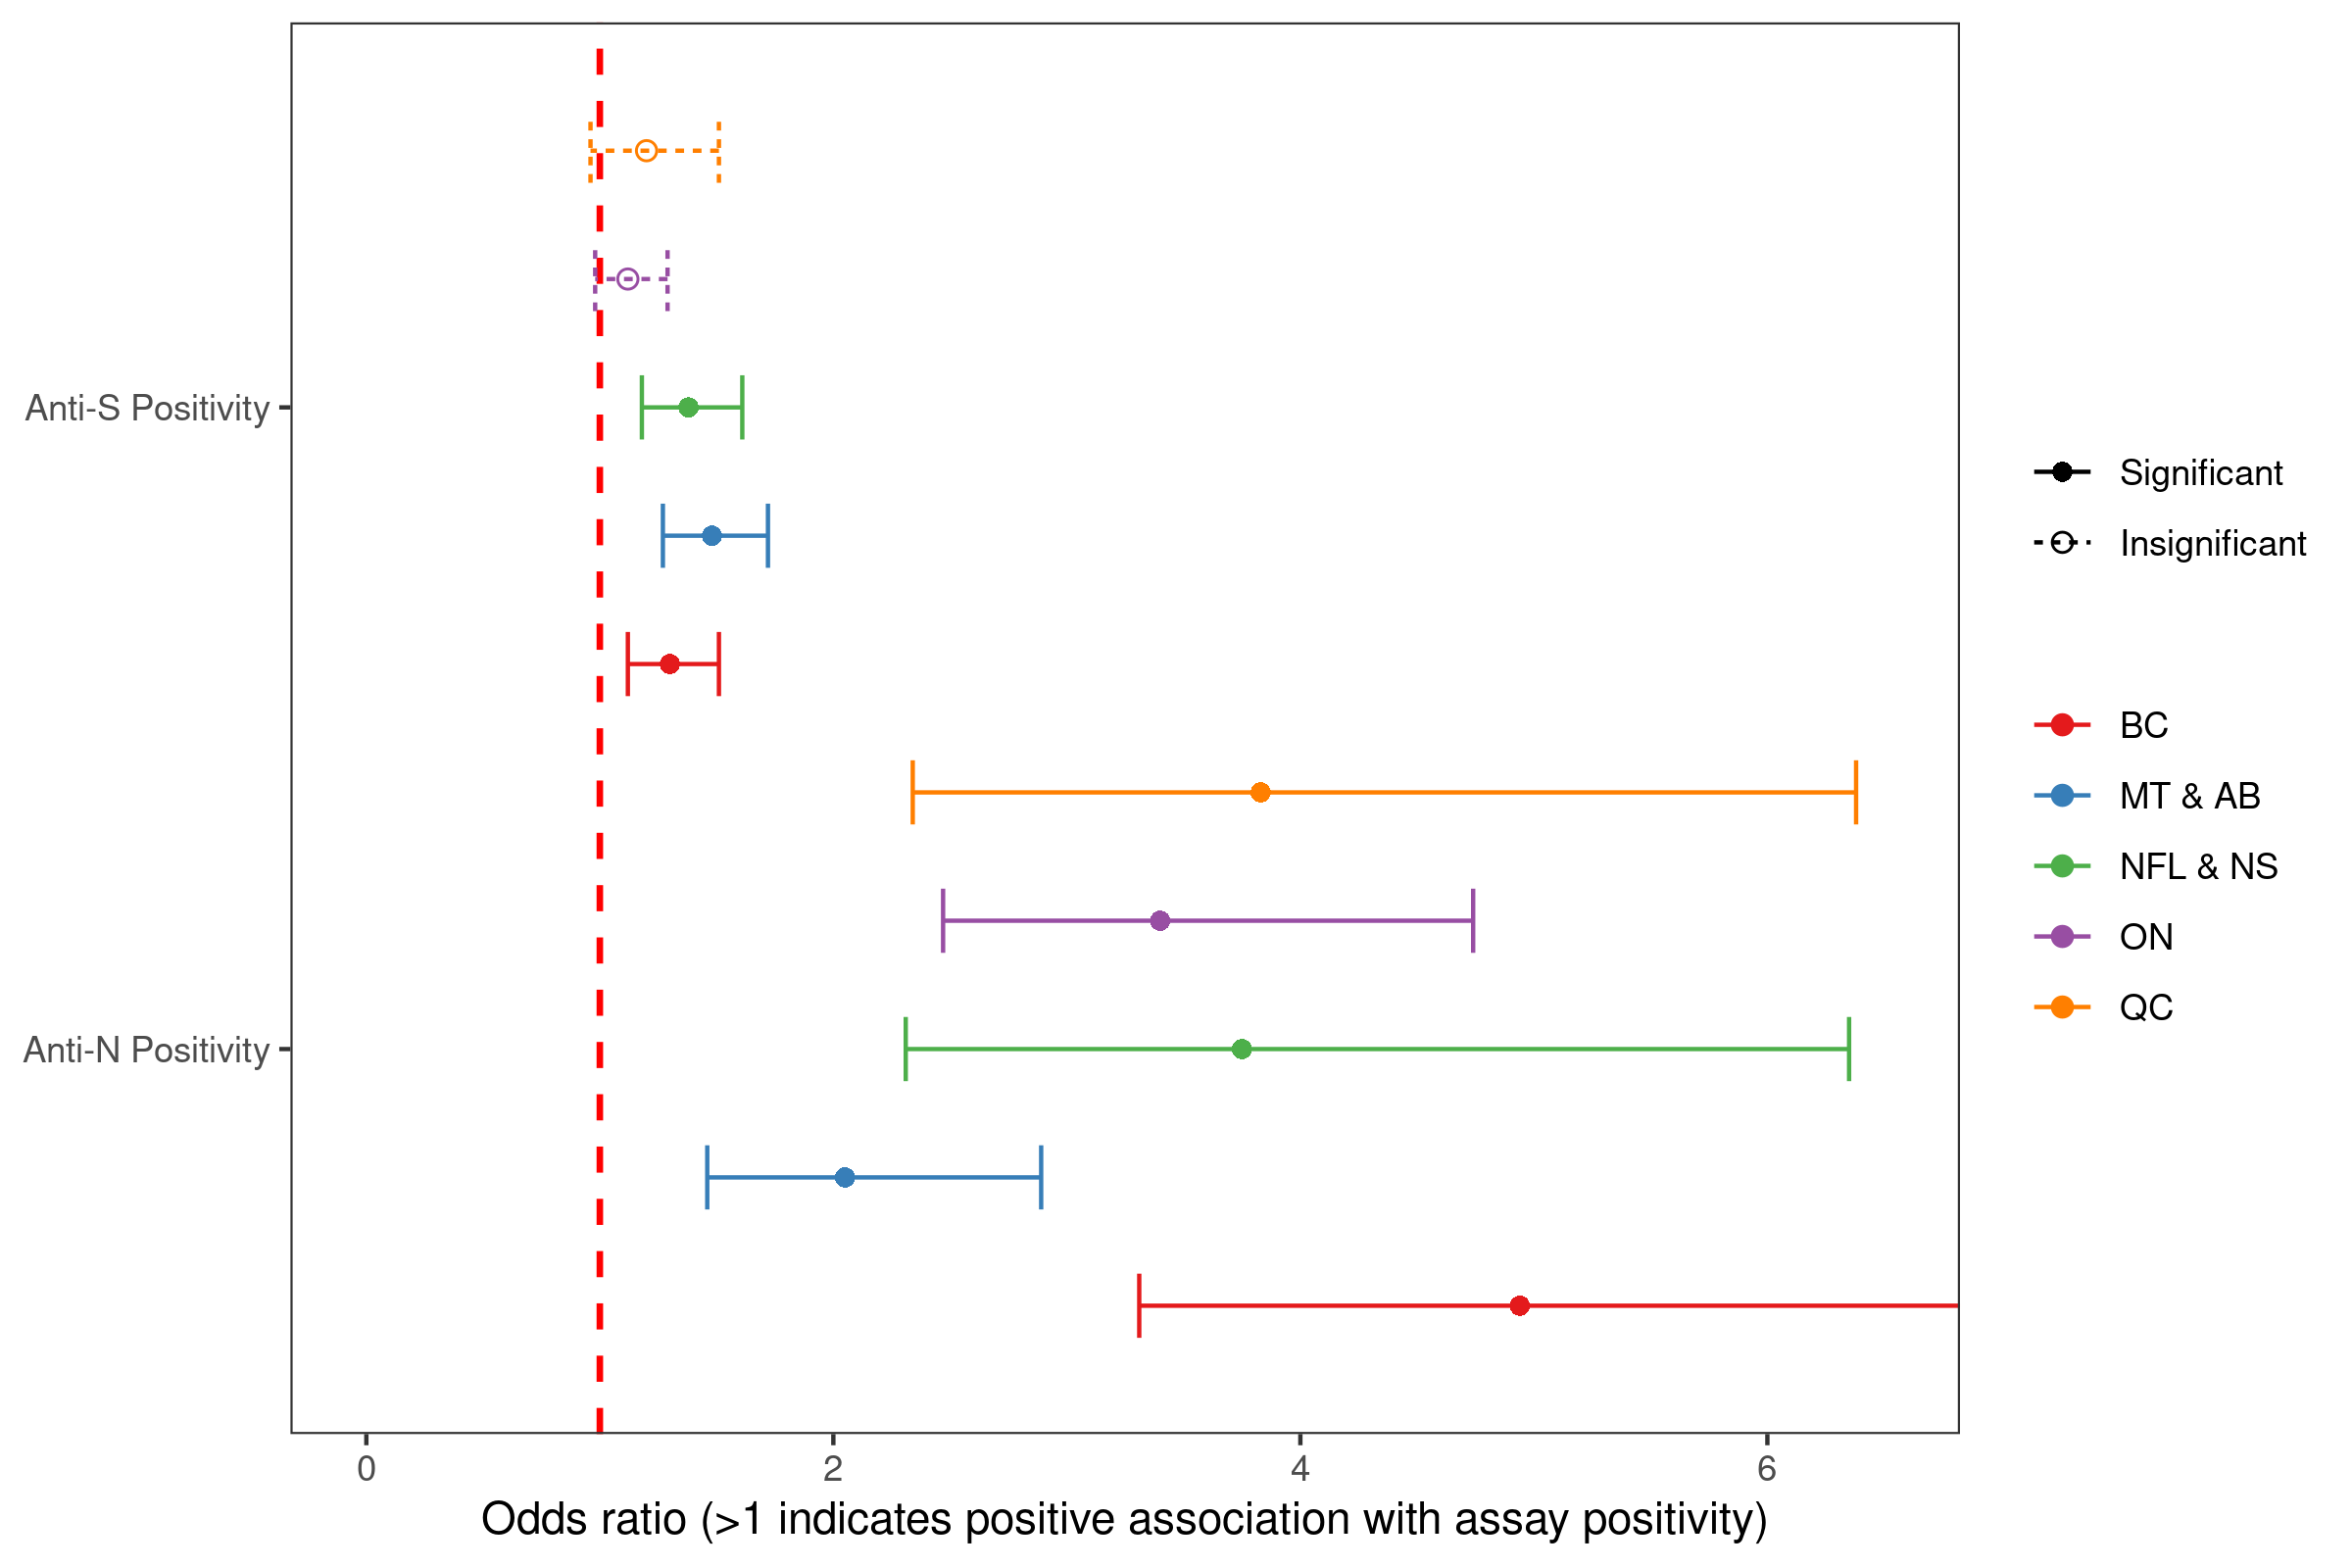 Anti-S Positivity
Anti-N Positivity
0 2 4 6
Odds ratio (>1 indicates positive association with assay positivity)
Significant
Insignificant
BC
MT & AB
NFL & NS
ON
QC